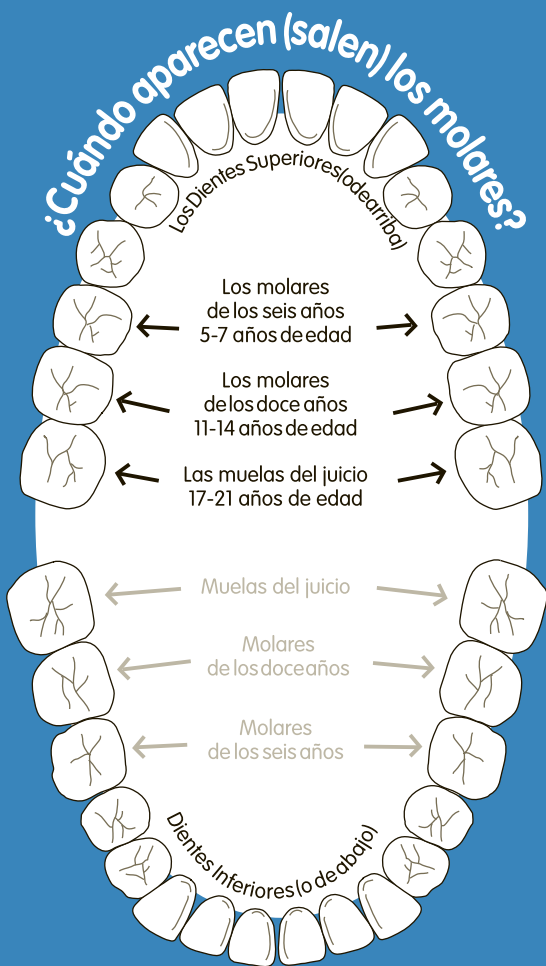 ¿Cuándo aparecen (salen) los molares?
Los Dientes Superiores (o de arriba)
Los molares
de los seis años
5-7 años de edad
Los molares
de los doce años
11-14 años de edad
Las muelas del juicio
17-21 años de edad
Muelas del juicio
Molares
de los doce años
Molares
de los seis años
Dientes Inferiores (o de abajo)